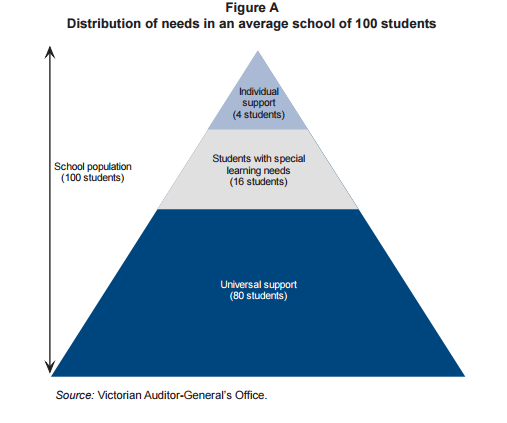 Figure A
Distribution of needs in an average school of 100 students
Individual
support
(4 students)
School population
(100 students)
Students with special
learning needs
(16 students)
Universal support
(80 students)
Source: Victorian Auditor-General's Office.